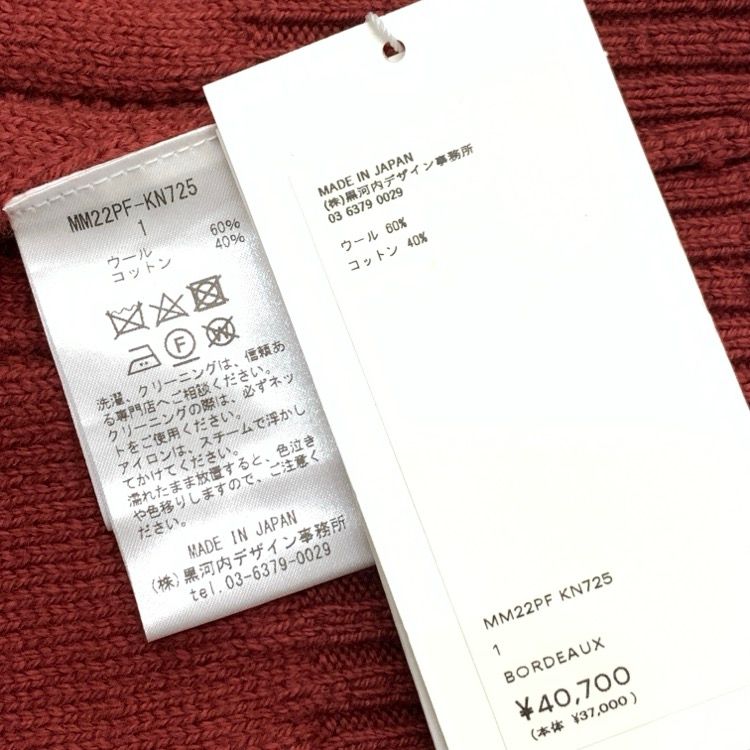 MM22PF-KN725
1
ウール 60%
コットン 40%
F
W
洗濯、クリーニングは、信頼あ
る専門店へご相談ください。
クリーニングの際は、必ずネッ
トをご使用ください。
アイロンは、スチームで浮かし
てかけてください。
濡れたまま放置すると、色泣き
や色移りしますので、ご注意く
ださい。
MADE IN JAPAN
(株)黒河内デザイン事務所
tel.03-6379-0029
MADE IN JAPAN
(株)黒河内デザイン事務所
03 6379 0029
ウール 60%
コットン 40%
MM22PF KN725
1
BORDEAUX
¥40,700
(本体 ¥37,000)